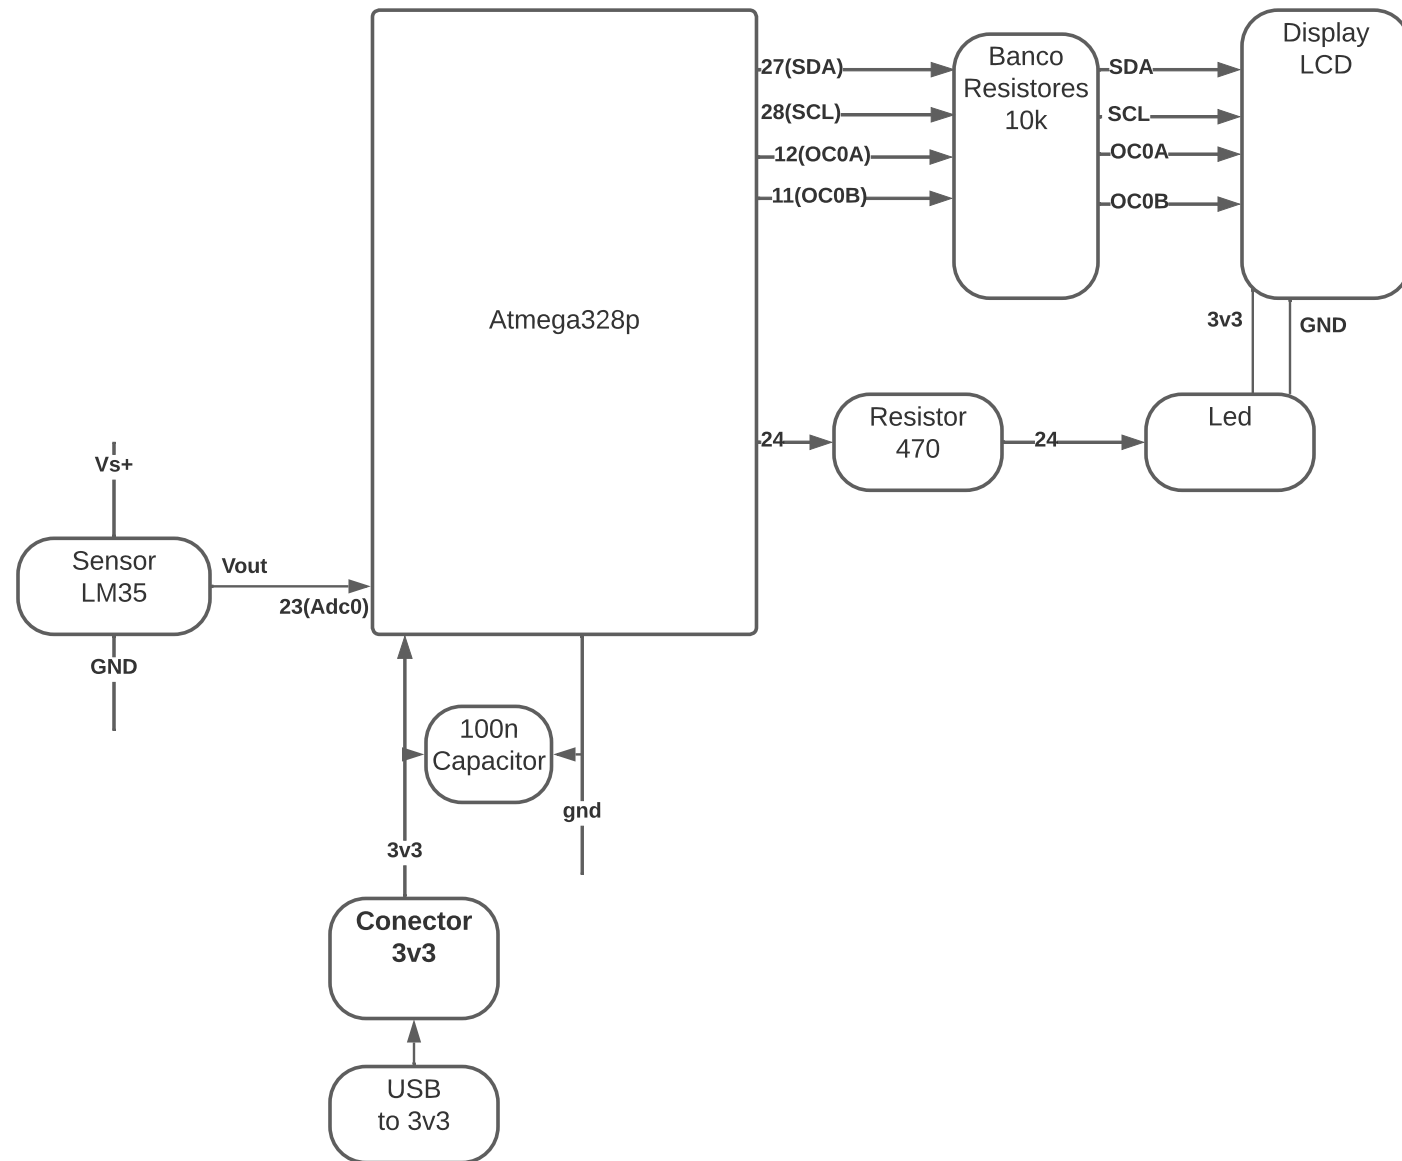 Display
LCD
Banco
Resistores
10k
27(SDA)
SDA
28(SCL)
SCL
12(OC0A)
OC0A
11(OC0B)
OC0B
Atmega328p
3v3
GND
Resistor
470
Led
24
24
Vs+
Sensor
LM35
Vout
23(Adc0)
GND
100n
Capacitor
gnd
3v3
Conector
3v3
USB
to 3v3